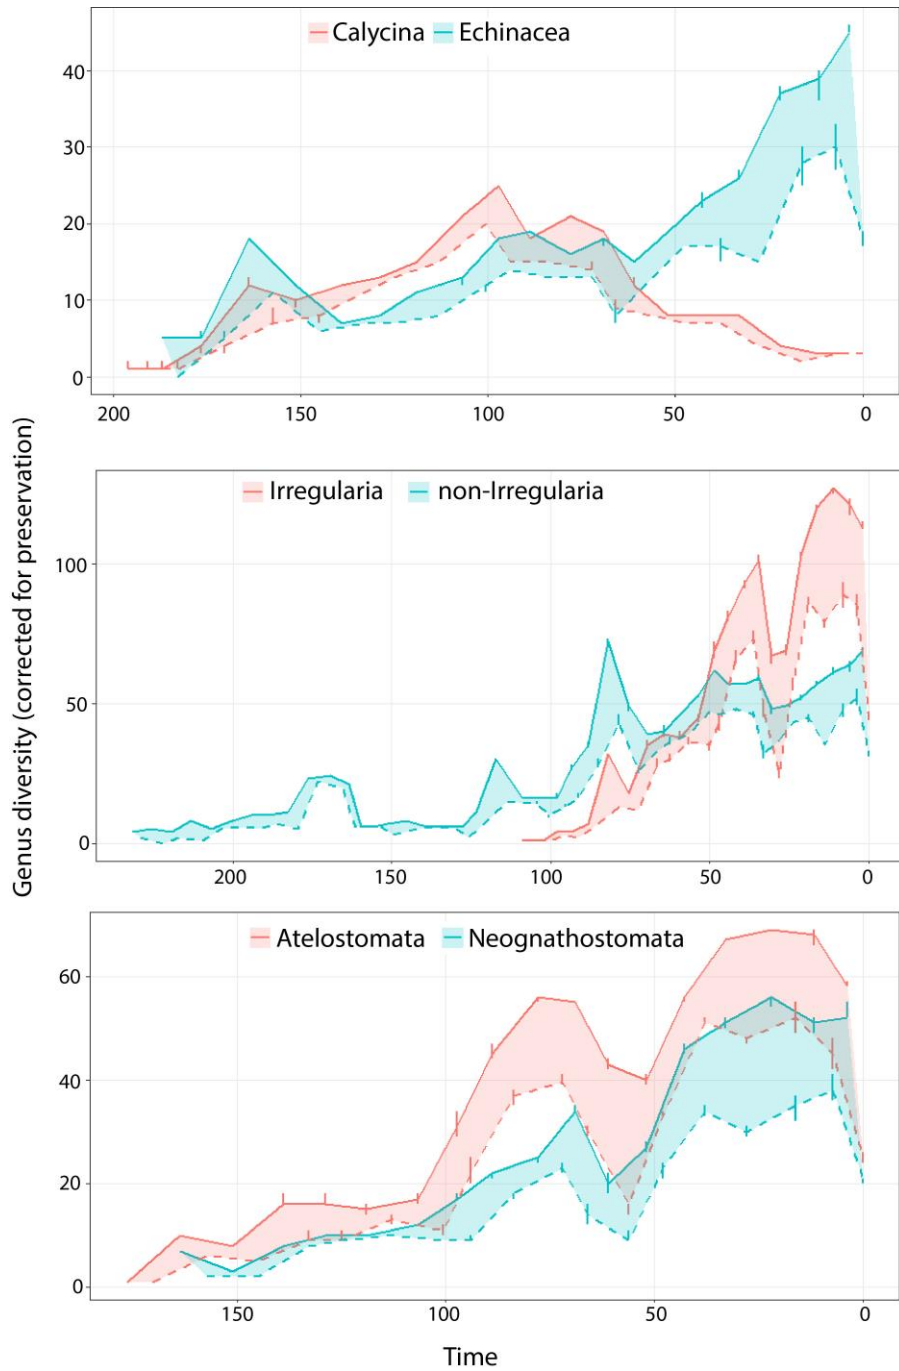 Genus diversity (corrected for preservation)
Calycina Echinacea
40
30
20
10
0
200 150 100 50 0
Irregularia non-Irregularia
100
50
0
200 150 100 50 0
Atelostomata Neognathostomata
60
40
20
0
150 100 50 0
Time